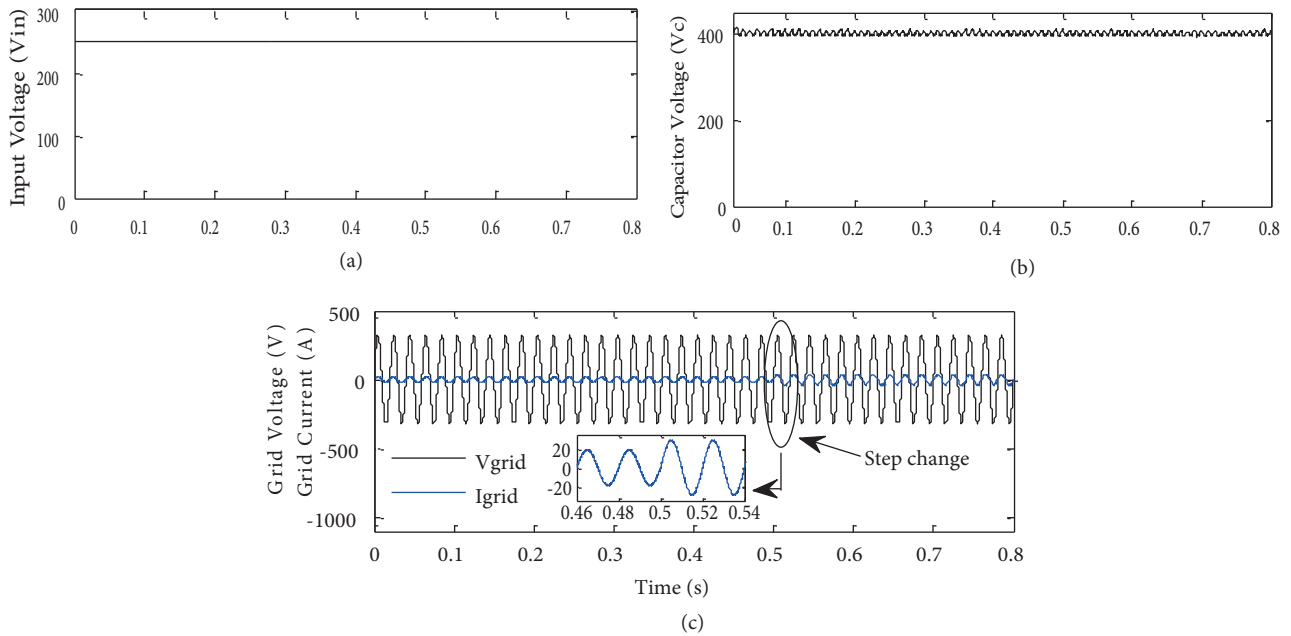 Input Voltage (Vin)
300
200
100
0
0 0.1 0.2 0.3 0.4 0.5 0.6 0.7 0.8
(a)
Capacitor Voltage (Vc)
400
200
0
0 0.1 0.2 0.3 0.4 0.5 0.6 0.7 0.8
(b)
Grid Voltage (V)
Grid Current (A)
500
0
-500
-1000
Vgrid
Igrid
20
0
-20
0.46 0.48 0.5 0.52 0.54
Step change
0 0.1 0.2 0.3 0.4 0.5 0.6 0.7 0.8
Time (s)
(c)